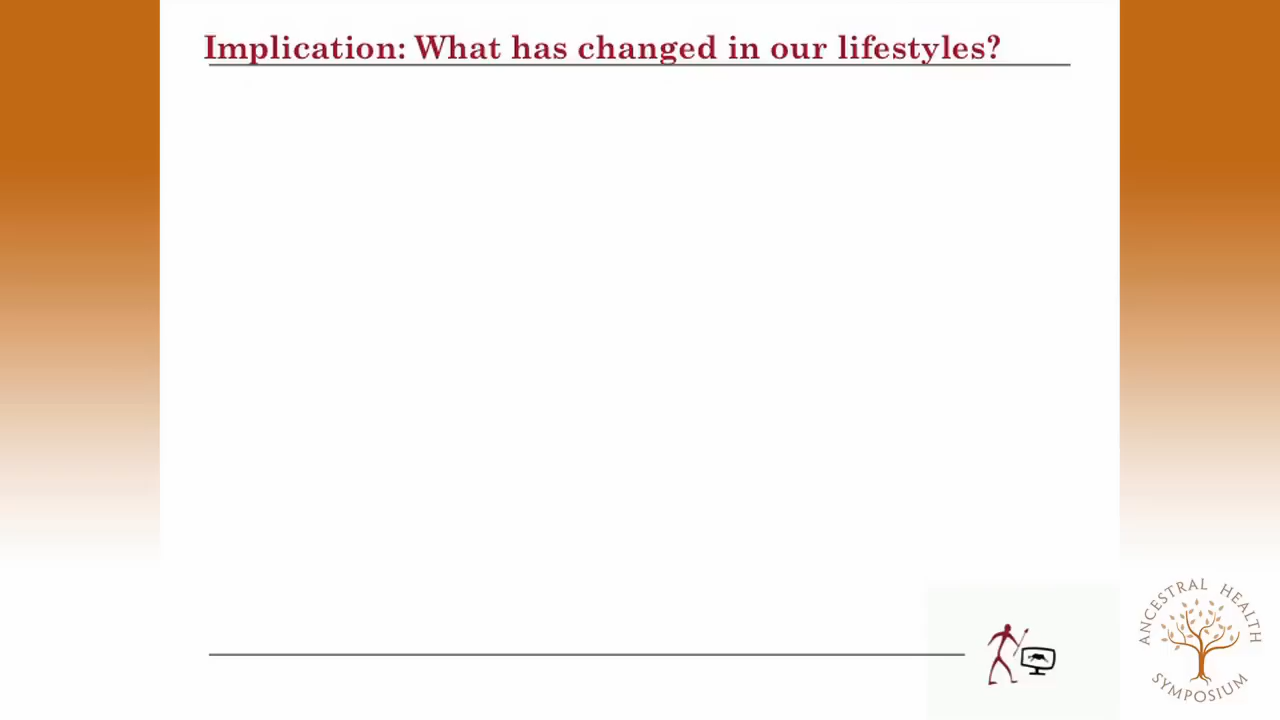 Implication: What has changed in our lifestyles?
ANCESTRAL HEALTH
SYMPOSIUM